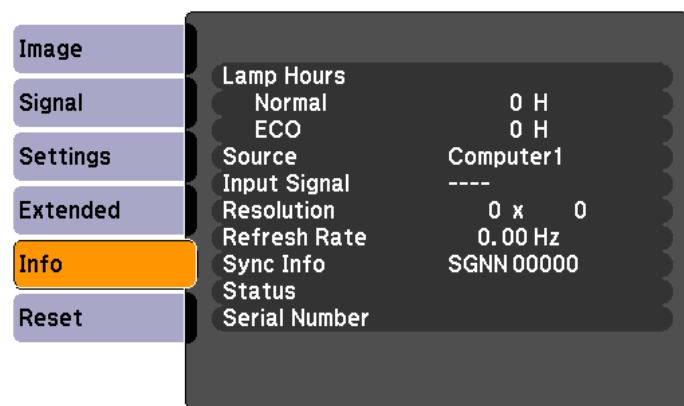 Image
Signal
Settings
Extended
Info
Reset
Lamp Hours
Normal 0 H
ECO 0 H
Source Computer1
Input Signal ----
Resolution 0 x 0
Refresh Rate 0.00 Hz
Sync Info SGNN 00000
Status
Serial Number